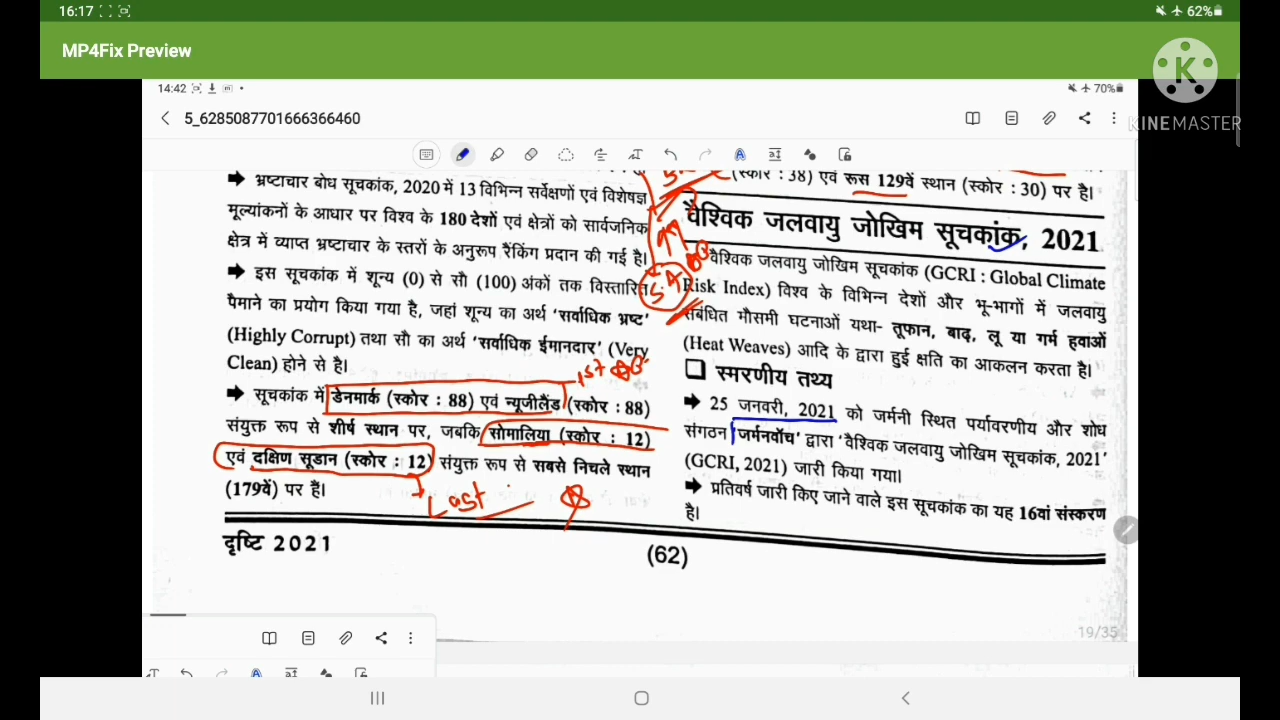 16:17
62%
MP4Fix Preview
KINEMASTER
14:42
70%
5_6285087701666366460
➡ भ्रष्टाचार बोध सूचकांक, 2020 में 13 विभिन्न सर्वेक्षणों एवं विशेषज्ञ
मूल्यांकनों के आधार पर विश्व के 180 देशों एवं क्षेत्रों को सार्वजनिक
क्षेत्र में व्याप्त भ्रष्टाचार के स्तरों के अनुरूप रैंकिंग प्रदान की गई है।
➡ इस सूचकांक में शून्य (0) से सौ (100) अंकों तक विस्तारित
पैमाने का प्रयोग किया गया है, जहां शून्य का अर्थ ‘सर्वाधिक भ्रष्ट’
(Highly Corrupt) तथा सौ का अर्थ ‘सर्वाधिक ईमानदार’ (Very
Clean) होने से है।
1st
➡ सूचकांक में डेनमार्क (स्कोर : 88) एवं न्यूजीलैंड (स्कोर : 88)
संयुक्त रूप से शीर्ष स्थान पर, जबकि सोमालिया (स्कोर : 12)
एवं दक्षिण सूडान (स्कोर : 12) संयुक्त रूप से सबसे निचले स्थान
(179वें) पर हैं।
Last
दृष्टि 2021
(62)
(स्कोर : 38) एवं रूस 129वें स्थान (स्कोर : 30) पर है।
वैश्विक जलवायु जोखिम सूचकांक, 2021
वैश्विक जलवायु जोखिम सूचकांक (GCRI : Global Climate
Risk Index) विश्व के विभिन्न देशों और भू-भागों में जलवायु
संबंधित मौसमी घटनाओं यथा- तूफान, बाढ़, लू या गर्म हवाओं
(Heat Weaves) आदि के द्वारा हुई क्षति का आकलन करता है।
❑ स्मरणीय तथ्य
➡ 25 जनवरी, 2021 को जर्मनी स्थित पर्यावरणीय और शोध
संगठन ‘जर्मनवॉच’ द्वारा ‘वैश्विक जलवायु जोखिम सूचकांक, 2021’
(GCRI, 2021) जारी किया गया।
➡ प्रतिवर्ष जारी किए जाने वाले इस सूचकांक का यह 16वां संस्करण
है।
19/35